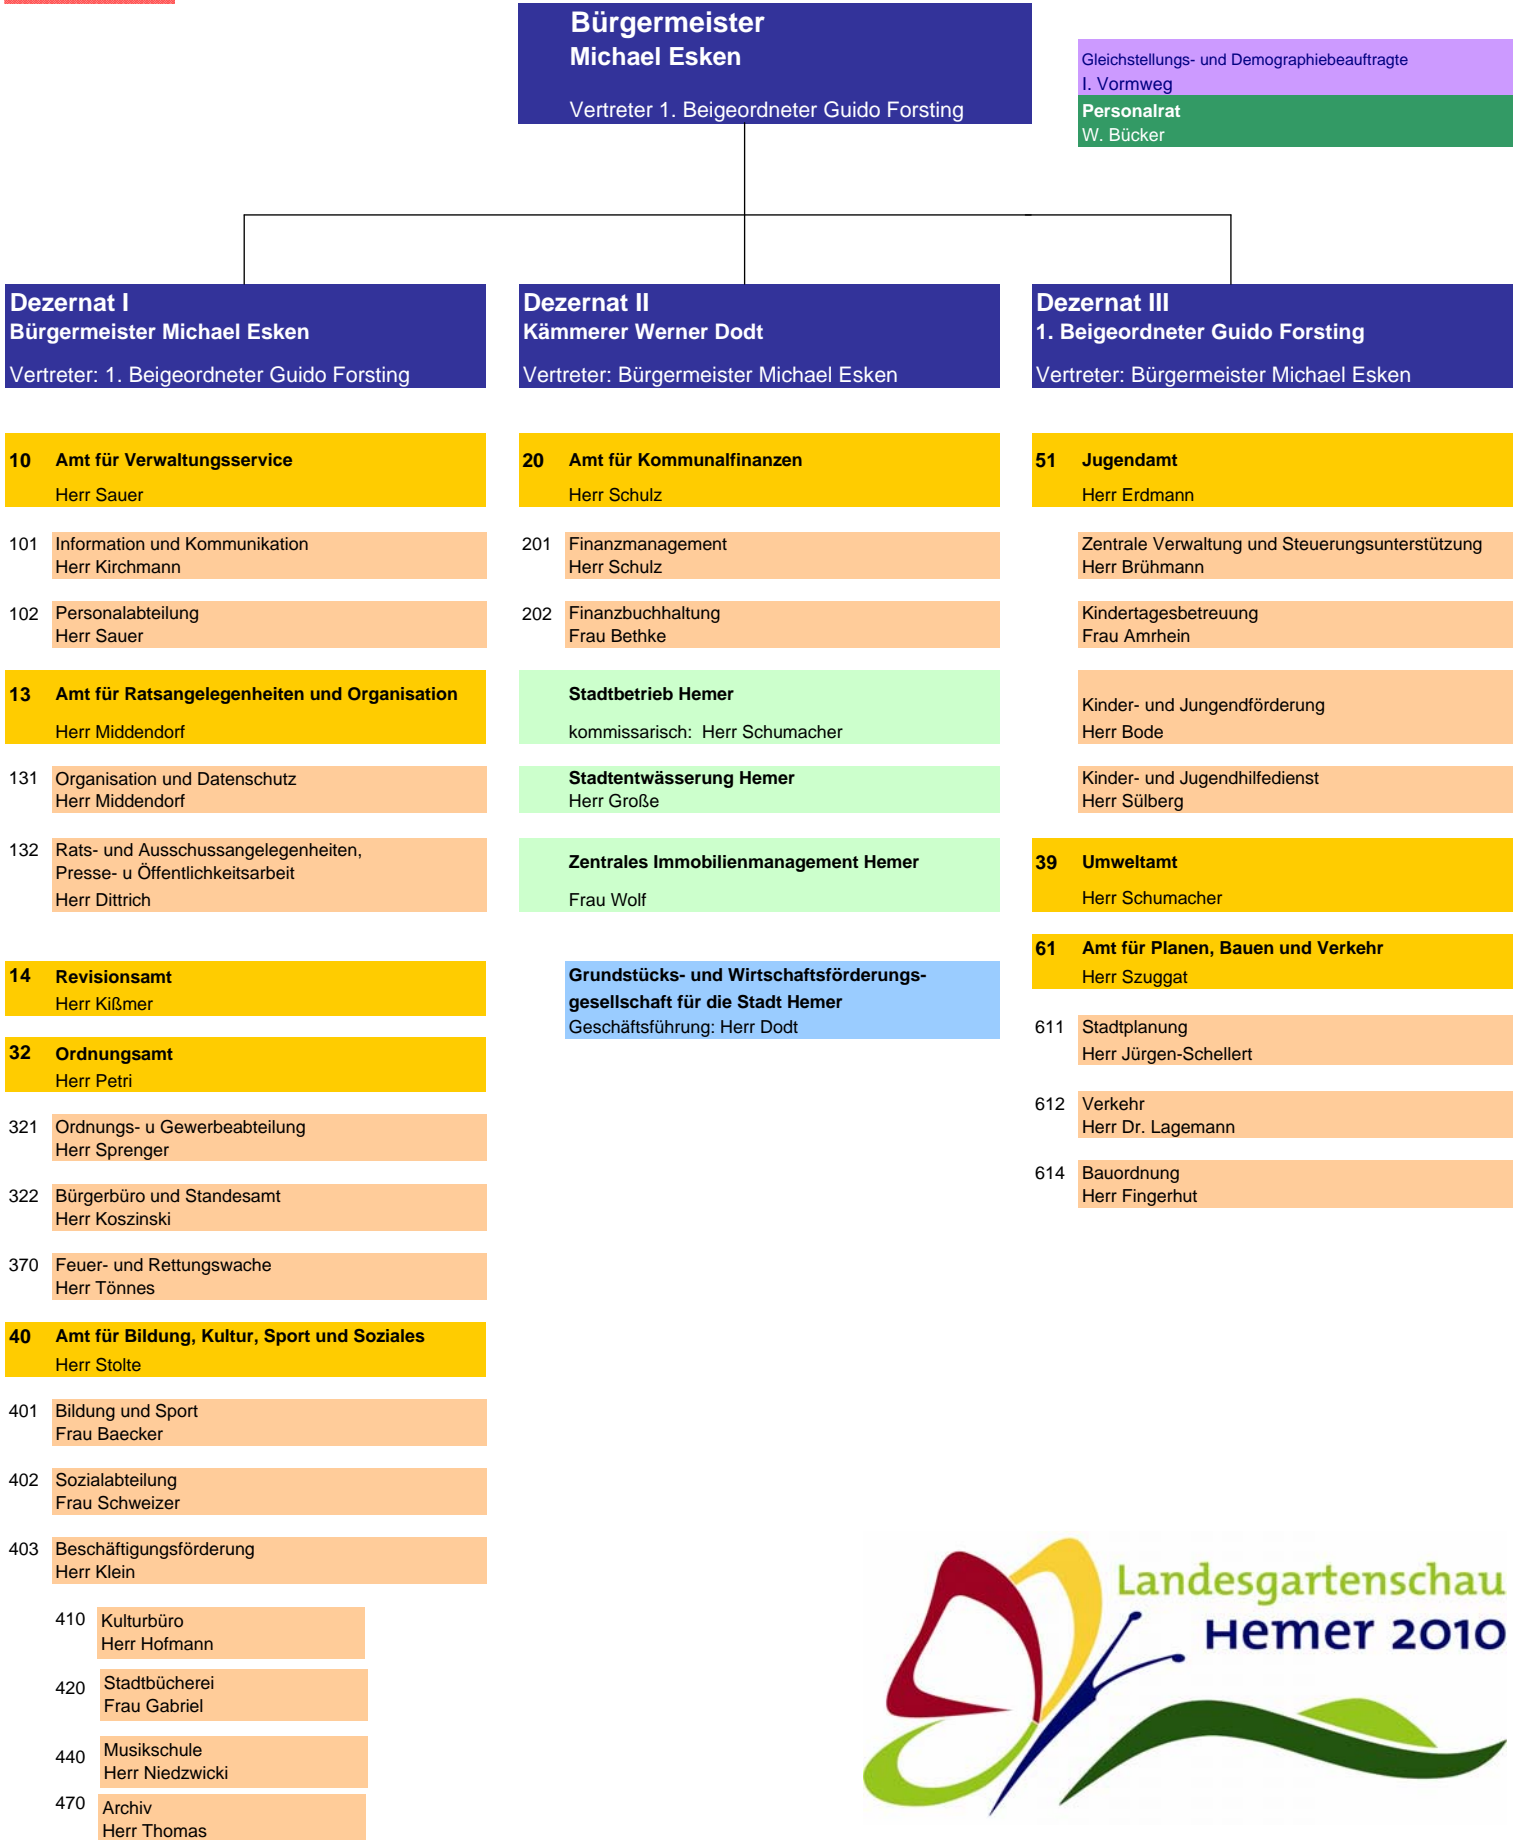 Bürgermeister
Michael Esken
Vertreter 1. Beigeordneter Guido Forsting
Gleichstellungs- und Demographiebeauftragte
I. Vormweg
Personalrat
W. Bücker
Dezernat I
Bürgermeister Michael Esken
Vertreter: 1. Beigeordneter Guido Forsting
10 Amt für Verwaltungsservice
Herr Sauer
101 Information und Kommunikation
Herr Kirchmann
102 Personalabteilung
Herr Sauer
13 Amt für Ratsangelegenheiten und Organisation
Herr Middendorf
131 Organisation und Datenschutz
Herr Middendorf
132 Rats- und Ausschussangelegenheiten,
Presse- u Öffentlichkeitsarbeit
Herr Dittrich
14 Revisionsamt
Herr Kißmer
32 Ordnungsamt
Herr Petri
321 Ordnungs- u Gewerbeabteilung
Herr Sprenger
322 Bürgerbüro und Standesamt
Herr Koszinski
370 Feuer- und Rettungswache
Herr Tönnes
40 Amt für Bildung, Kultur, Sport und Soziales
Herr Stolte
401 Bildung und Sport
Frau Baecker
402 Sozialabteilung
Frau Schweizer
403 Beschäftigungsförderung
Herr Klein
410 Kulturbüro
Herr Hofmann
420 Stadtbücherei
Frau Gabriel
440 Musikschule
Herr Niedzwicki
470 Archiv
Herr Thomas
Dezernat II
Kämmerer Werner Dodt
Vertreter: Bürgermeister Michael Esken
20 Amt für Kommunalfinanzen
Herr Schulz
201 Finanzmanagement
Herr Schulz
202 Finanzbuchhaltung
Frau Bethke
Stadtbetrieb Hemer
kommissarisch: Herr Schumacher
Stadtentwässerung Hemer
Herr Große
Zentrales Immobilienmanagement Hemer
Frau Wolf
Grundstücks- und Wirtschaftsförderungs-
gesellschaft für die Stadt Hemer
Geschäftsführung: Herr Dodt
Dezernat III
1. Beigeordneter Guido Forsting
Vertreter: Bürgermeister Michael Esken
51 Jugendamt
Herr Erdmann
Zentrale Verwaltung und Steuerungsunterstützung
Herr Brühmann
Kindertagesbetreuung
Frau Amrhein
Kinder- und Jungendförderung
Herr Bode
Kinder- und Jugendhilfedienst
Herr Sülberg
39 Umweltamt
Herr Schumacher
61 Amt für Planen, Bauen und Verkehr
Herr Szuggat
611 Stadtplanung
Herr Jürgen-Schellert
612 Verkehr
Herr Dr. Lagemann
614 Bauordnung
Herr Fingerhut
Landesgartenschau
Hemer 2010